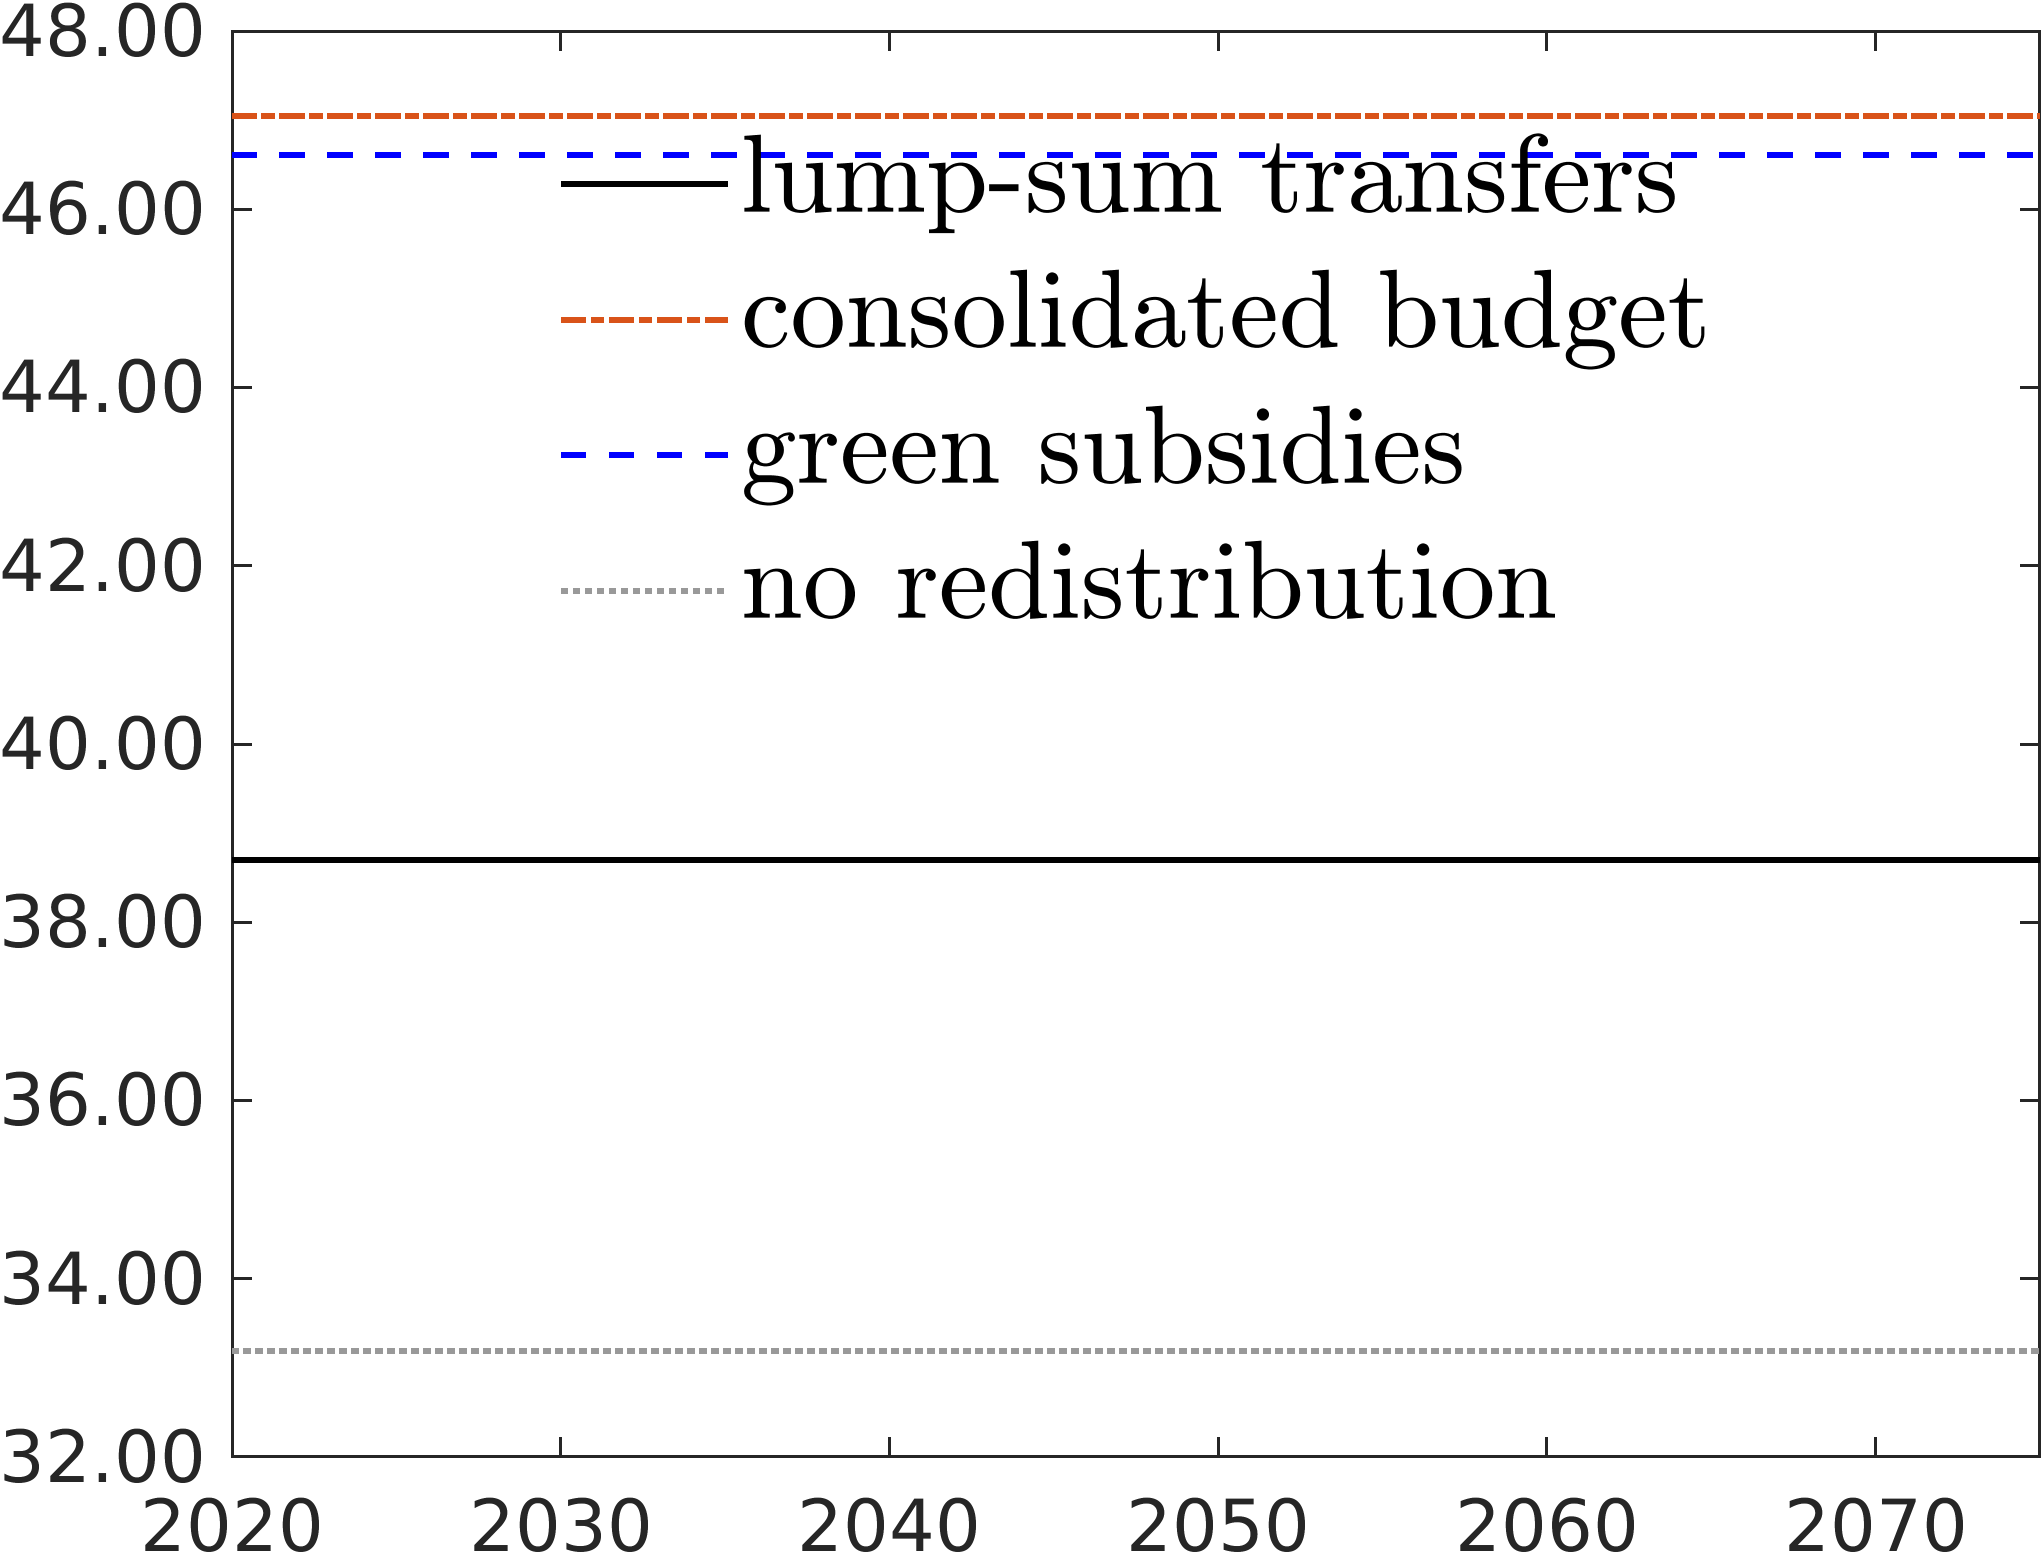 48.00
lump-sum transfers
46.00
consolidated budget
44.00
green subsidies
42.00
no redistribution
40.00
38.00
36.00
34.00
32.00
2020 2030 2040 2050 2060 2070